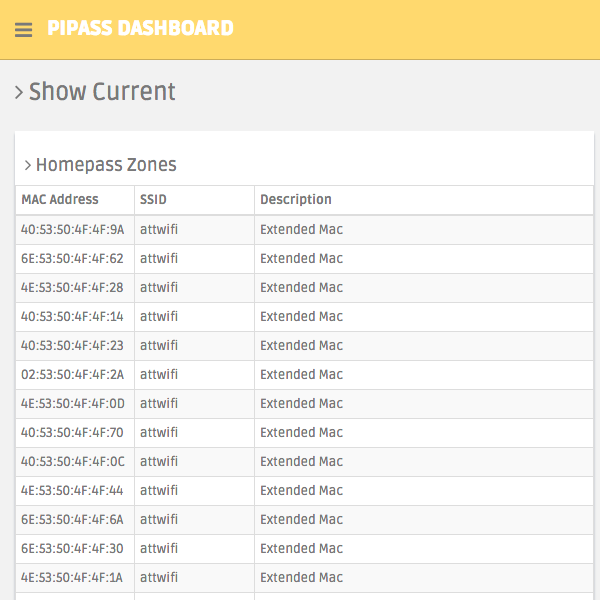 PIPASS DASHBOARD
Show Current
Homepass Zones
MAC Address SSID Description
40:53:50:4F:4F:9A attwifi Extended Mac
6E:53:50:4F:4F:62 attwifi Extended Mac
4E:53:50:4F:4F:28 attwifi Extended Mac
40:53:50:4F:4F:14 attwifi Extended Mac
40:53:50:4F:4F:23 attwifi Extended Mac
02:53:50:4F:4F:2A attwifi Extended Mac
4E:53:50:4F:4F:0D attwifi Extended Mac
40:53:50:4F:4F:70 attwifi Extended Mac
40:53:50:4F:4F:0C attwifi Extended Mac
4E:53:50:4F:4F:44 attwifi Extended Mac
6E:53:50:4F:4F:6A attwifi Extended Mac
6E:53:50:4F:4F:30 attwifi Extended Mac
4E:53:50:4F:4F:1A attwifi Extended Mac